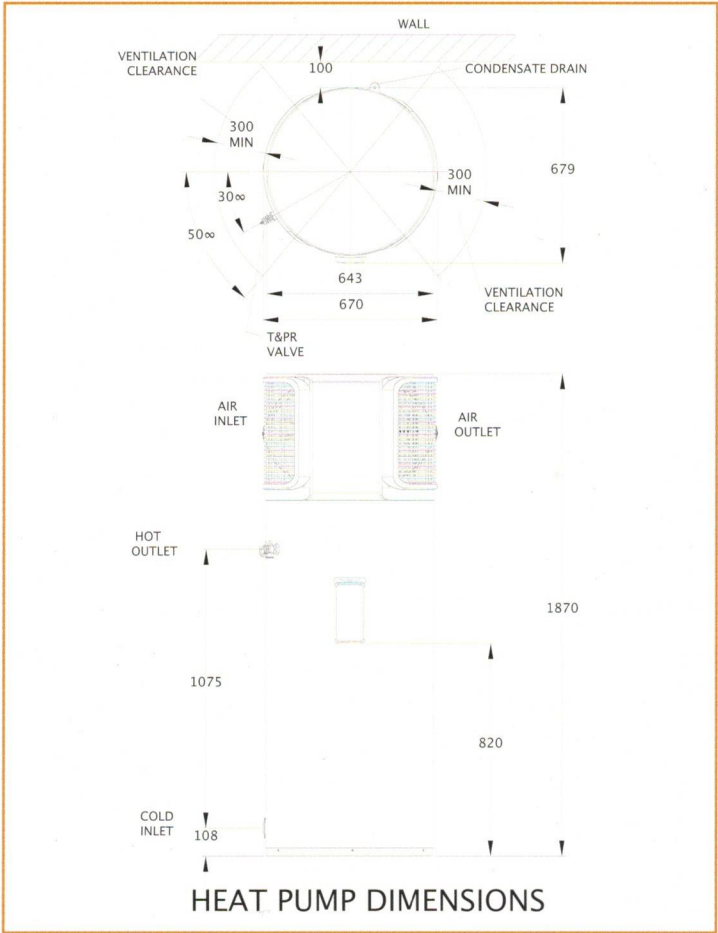 WALL
VENTILATION
CLEARANCE
100
CONDENSATE DRAIN
300
MIN
300
MIN
679
30∞
50∞
643
670
VENTILATION
CLEARANCE
T&PR
VALVE
AIR
INLET
AIR
OUTLET
HOT
OUTLET
1870
1075
820
COLD
INLET
108
HEAT PUMP DIMENSIONS